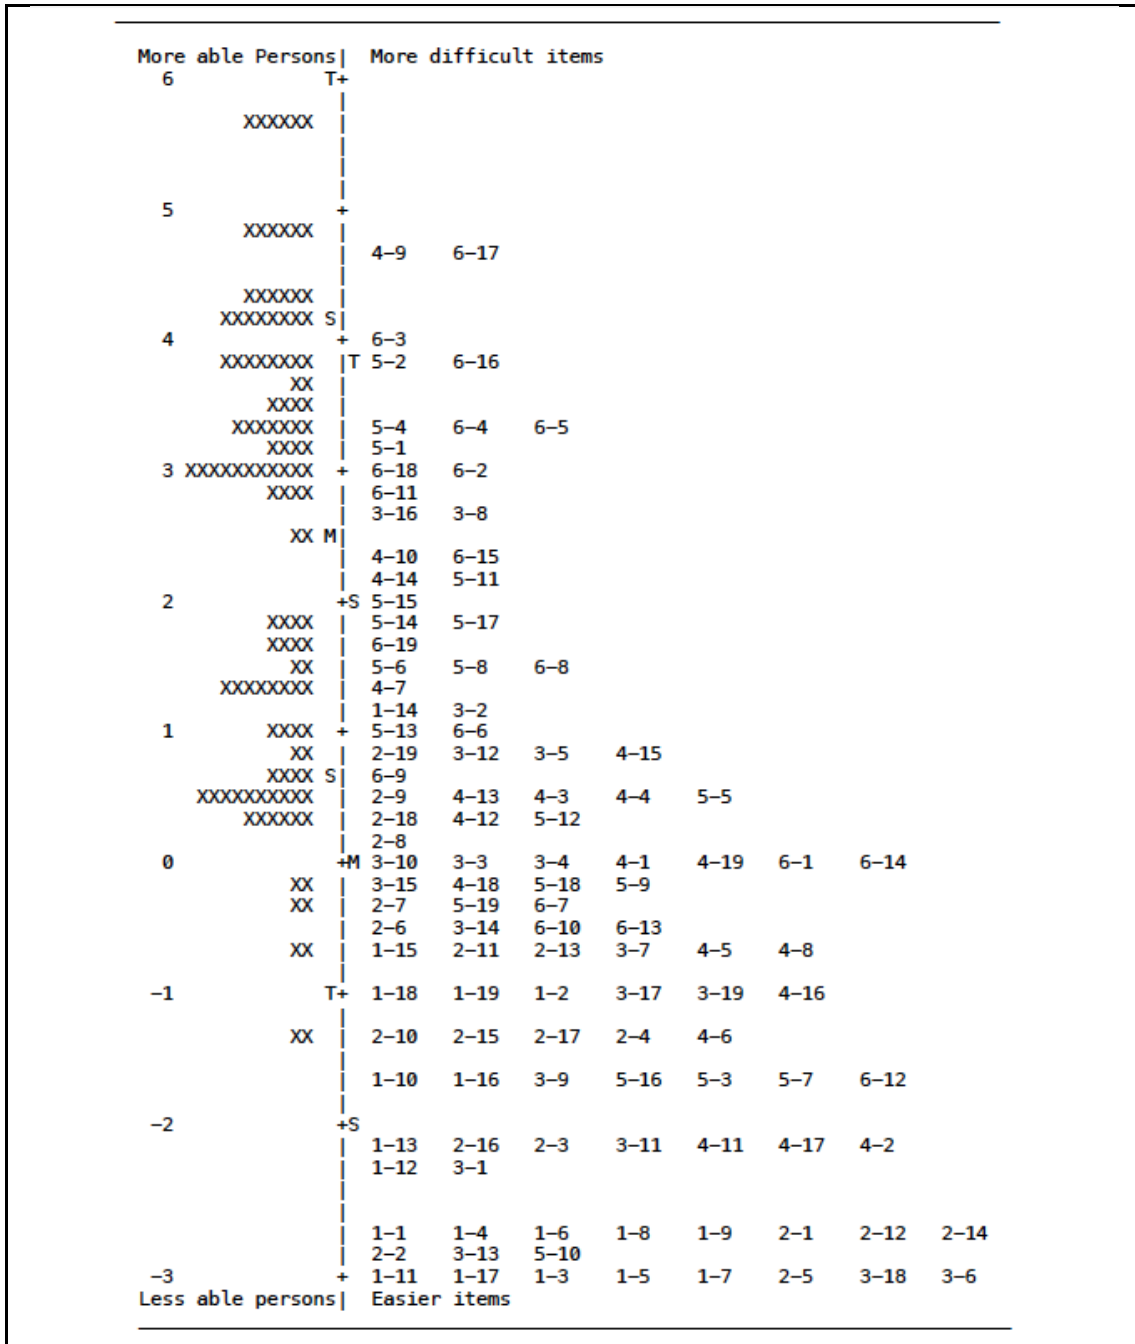 More able Persons| More difficult items
6 T+
|
XXXXXX |
|
|
|
5 +
XXXXXX |
| 4-9 6-17
|
XXXXXX |
XXXXXXXX S|
4 + 6-3
XXXXXXXX |T 5-2 6-16
XX |
XXXX |
XXXXXXX | 5-4 6-4 6-5
XXXX | 5-1
3 XXXXXXXXXXX + 6-18 6-2
XXXX | 6-11
| 3-16 3-8
XX M|
| 4-10 6-15
| 4-14 5-11
2 +S 5-15
XXXX | 5-14 5-17
XXXX | 6-19
XX | 5-6 5-8 6-8
XXXXXXXX | 4-7
| 1-14 3-2
1 XXXX + 5-13 6-6
XX | 2-19 3-12 3-5 4-15
XXXX S| 6-9
XXXXXXXXXX | 2-9 4-13 4-3 4-4 5-5
XXXXXX | 2-18 4-12 5-12
| 2-8
0 +M 3-10 3-3 3-4 4-1 4-19 6-1 6-14
XX | 3-15 4-18 5-18 5-9
XX | 2-7 5-19 6-7
| 2-6 3-14 6-10 6-13
XX | 1-15 2-11 2-13 3-7 4-5 4-8
|
-1 T+ 1-18 1-19 1-2 3-17 3-19 4-16
|
XX | 2-10 2-15 2-17 2-4 4-6
|
| 1-10 1-16 3-9 5-16 5-3 5-7 6-12
|
-2 +S
| 1-13 2-16 2-3 3-11 4-11 4-17 4-2
| 1-12 3-1
|
|
| 1-1 1-4 1-6 1-8 1-9 2-1 2-12 2-14
| 2-2 3-13 5-10
-3 + 1-11 1-17 1-3 1-5 1-7 2-5 3-18 3-6
Less able persons| Easier items